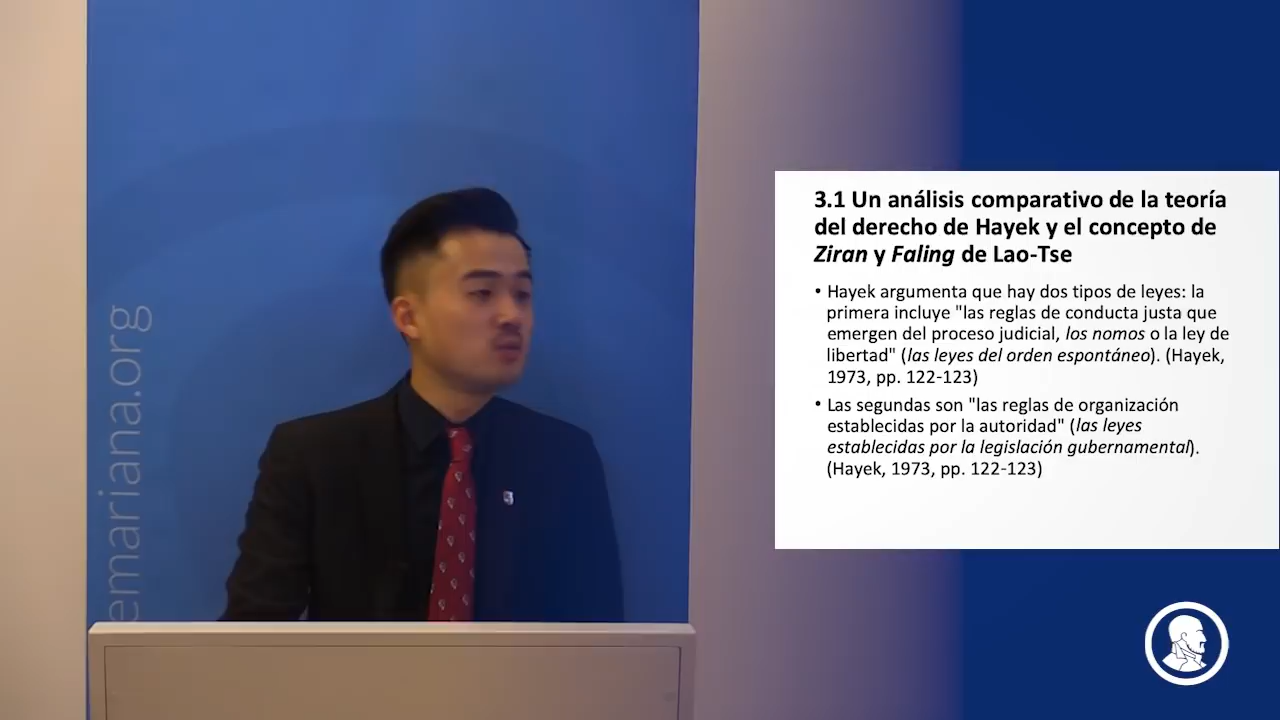 emariana.org
3.1 Un análisis comparativo de la teoría
del derecho de Hayek y el concepto de
Ziran y Faling de Lao-Tse
• Hayek argumenta que hay dos tipos de leyes: la
primera incluye "las reglas de conducta justa que
emergen del proceso judicial, los nomos o la ley de
libertad" (las leyes del orden espontáneo). (Hayek,
1973, pp. 122-123)
• Las segundas son "las reglas de organización
establecidas por la autoridad" (las leyes
establecidas por la legislación gubernamental).
(Hayek, 1973, pp. 122-123)